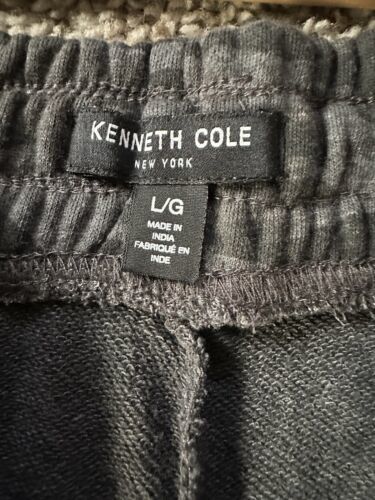 KENNETH COLE
NEW YORK
L/G
MADE IN
INDIA
FABRIQUÉ EN
INDE